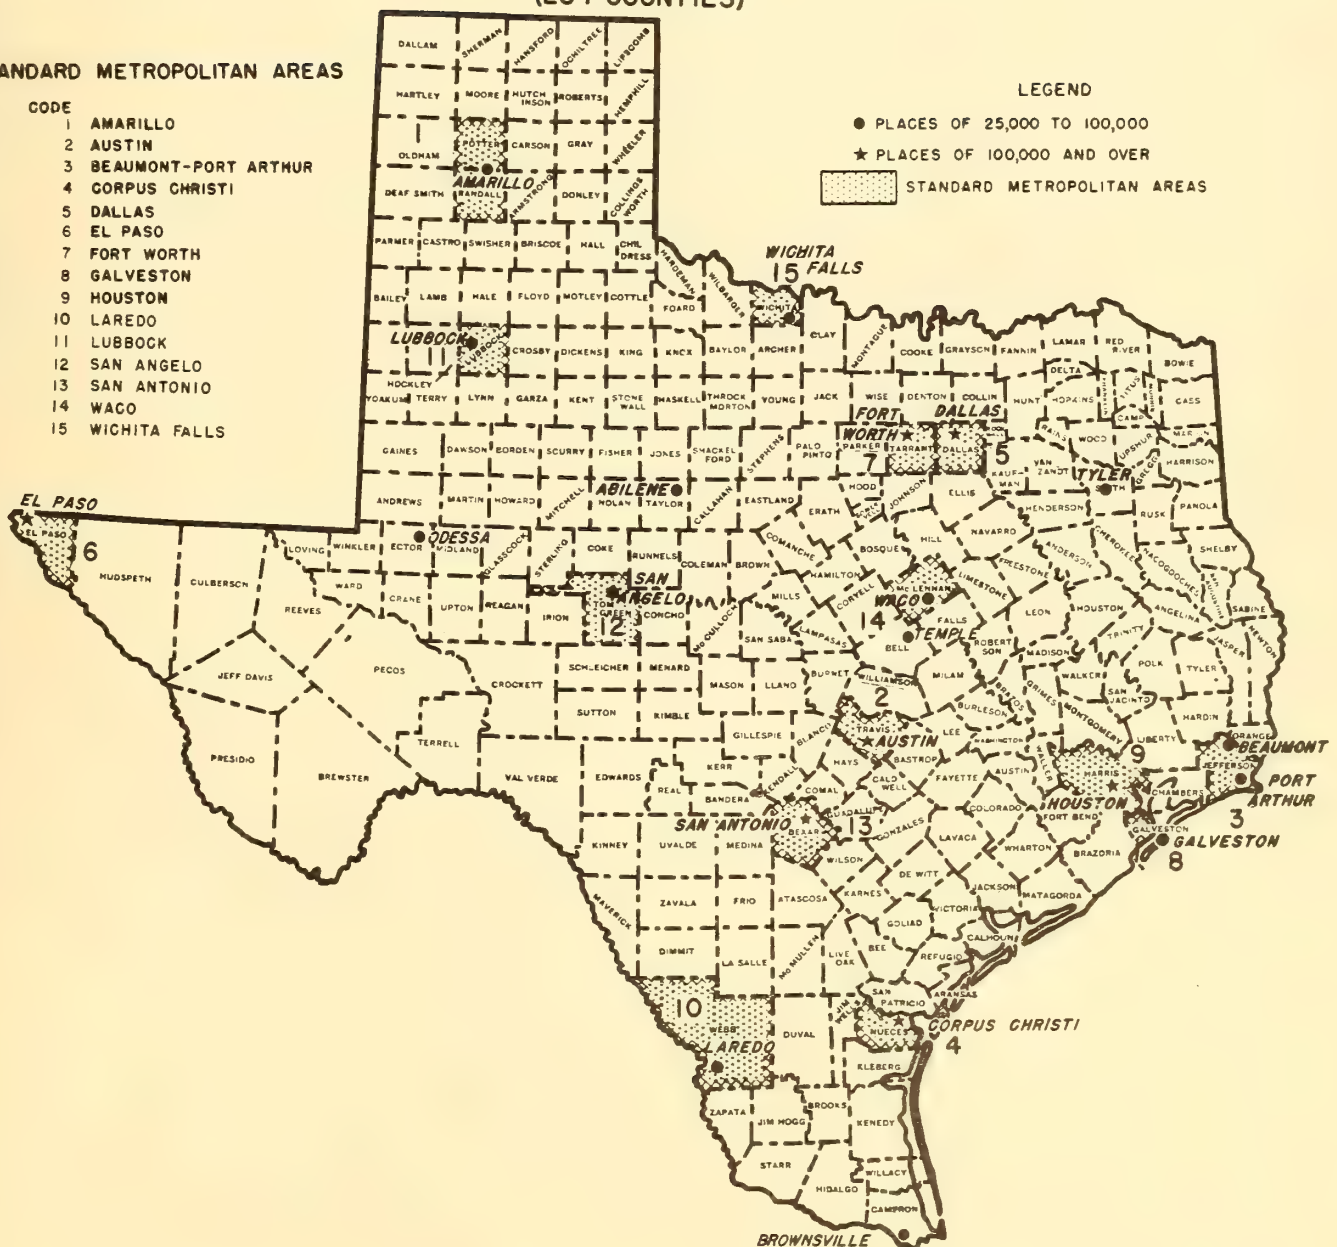 (254 COUNTIES)
ANDARD METROPOLITAN AREAS
CODE
1 AMARILLO
2 AUSTIN
3 BEAUMONT-PORT ARTHUR
4 CORPUS CHRISTI
5 DALLAS
6 EL PASO
7 FORT WORTH
8 GALVESTON
9 HOUSTON
10 LAREDO
11 LUBBOCK
12 SAN ANGELO
13 SAN ANTONIO
14 WACO
15 WICHITA FALLS
LEGEND
PLACES OF 25,000 TO 100,000
PLACES OF 100,000 AND OVER
STANDARD METROPOLITAN AREAS
DALLAM SHERMAN HANSFORD OCHILTREE LIPSCOMB
HARTLEY MOORE HUTCHINSON ROBERTS HEMPHILL
1
OLDHAM POTTER CARSON GRAY WHEELER
AMARILLO
DEAF SMITH RANDALL ARMSTRONG DONLEY COLLINGSWORTH
PARMER CASTRO SWISHER BRISCOE HALL CHILDRESS
HARDEMAN WILBARGER
WICHITA FALLS
15
WICHITA
BAILEY LAMB HALE FLOYD MOTLEY COTTLE FOARD CLAY MONTAGUE
LUBBOCK
11
LUBBOCK
HOCKLEY CROSBY DICKENS KING KNOX BAYLOR ARCHER COOKE GRAYSON FANNIN LAMAR RED RIVER BOWIE
DELTA
YOAKUM TERRY LYNN GARZA KENT STONEWALL HASKELL THROCKMORTON YOUNG JACK WISE DENTON COLLIN HUNT HOPKINS TITUS CASS
CAMP
FORT WORTH
7
DALLAS
5
GAINES DAWSON BORDEN SCURRY FISHER JONES SHACKELFORD STEPHENS PALO PINTO PARKER TARRANT DALLAS RAINS WOOD UPSHUR
KAUFMAN VAN ZANDT GREGG HARRISON
TYLER
ANDREWS MARTIN HOWARD MITCHELL NOLAN TAYLOR CALLAHAN EASTLAND ERATH HOOD JOHNSON ELLIS HENDERSON RUSK PANOLA
ABILENE
EL PASO
EL PASO
6
HUDSPETH CULBERSON REEVES LOVING WINKLER ECTOR MIDLAND GLASSCOCK STERLING COKE RUNNELS COLEMAN BROWN COMANCHE BOSQUE HILL NAVARRO ANDERSON CHEROKEE NACOGDOCHES SHELBY
ODESSA
WARD CRANE UPTON REAGAN IRION TOM GREEN CONCHO McCULLOCH MILLS HAMILTON CORYELL McLENNAN LIMESTONE FREESTONE LEON HOUSTON ANGELINA SABINE
SAN ANGELO
12
WACO
14
TEMPLE
JEFF DAVIS PECOS CROCKETT SCHLEICHER MENARD SAN SABA LAMPASAS BELL FALLS ROBERTSON MADISON TRINITY POLK TYLER JASPER NEWTON
SUTTON KIMBLE MASON LLANO BURNET WILLIAMSON MILAM BRAZOS GRIMES WALKER SAN JACINTO HARDIN
2
PRESIDIO BREWSTER TERRELL VAL VERDE EDWARDS GILLESPIE BLANCO TRAVIS LEE BURLESON WASHINGTON MONTGOMERY LIBERTY ORANGE
AUSTIN
BEAUMONT
9
KERR KENDALL HAYS BASTROP CALDWELL FAYETTE AUSTIN WALLER HARRIS CHAMBERS JEFFERSON
PORT ARTHUR
3
HOUSTON
REAL BANDERA COMAL GUADALUPE COLORADO FORT BEND
SAN ANTONIO
13
KINNEY UVALDE MEDINA BEXAR GONZALES LAVACA WHARTON BRAZORIA GALVESTON
GALVESTON
8
WILSON DE WITT JACKSON MATAGORDA
MAVERICK ZAVALA FRIO ATASCOSA KARNES GOLIAD VICTORIA CALHOUN
DIMMIT LA SALLE McMULLEN LIVE OAK BEE REFUGIO
10
WEBB DUVAL JIM WELLS SAN PATRICIO ARANSAS NUECES
CORPUS CHRISTI
4
LAREDO
KLEBERG
ZAPATA JIM HOGG BROOKS KENEDY
STARR HIDALGO WILLACY
CAMERON
BROWNSVILLE